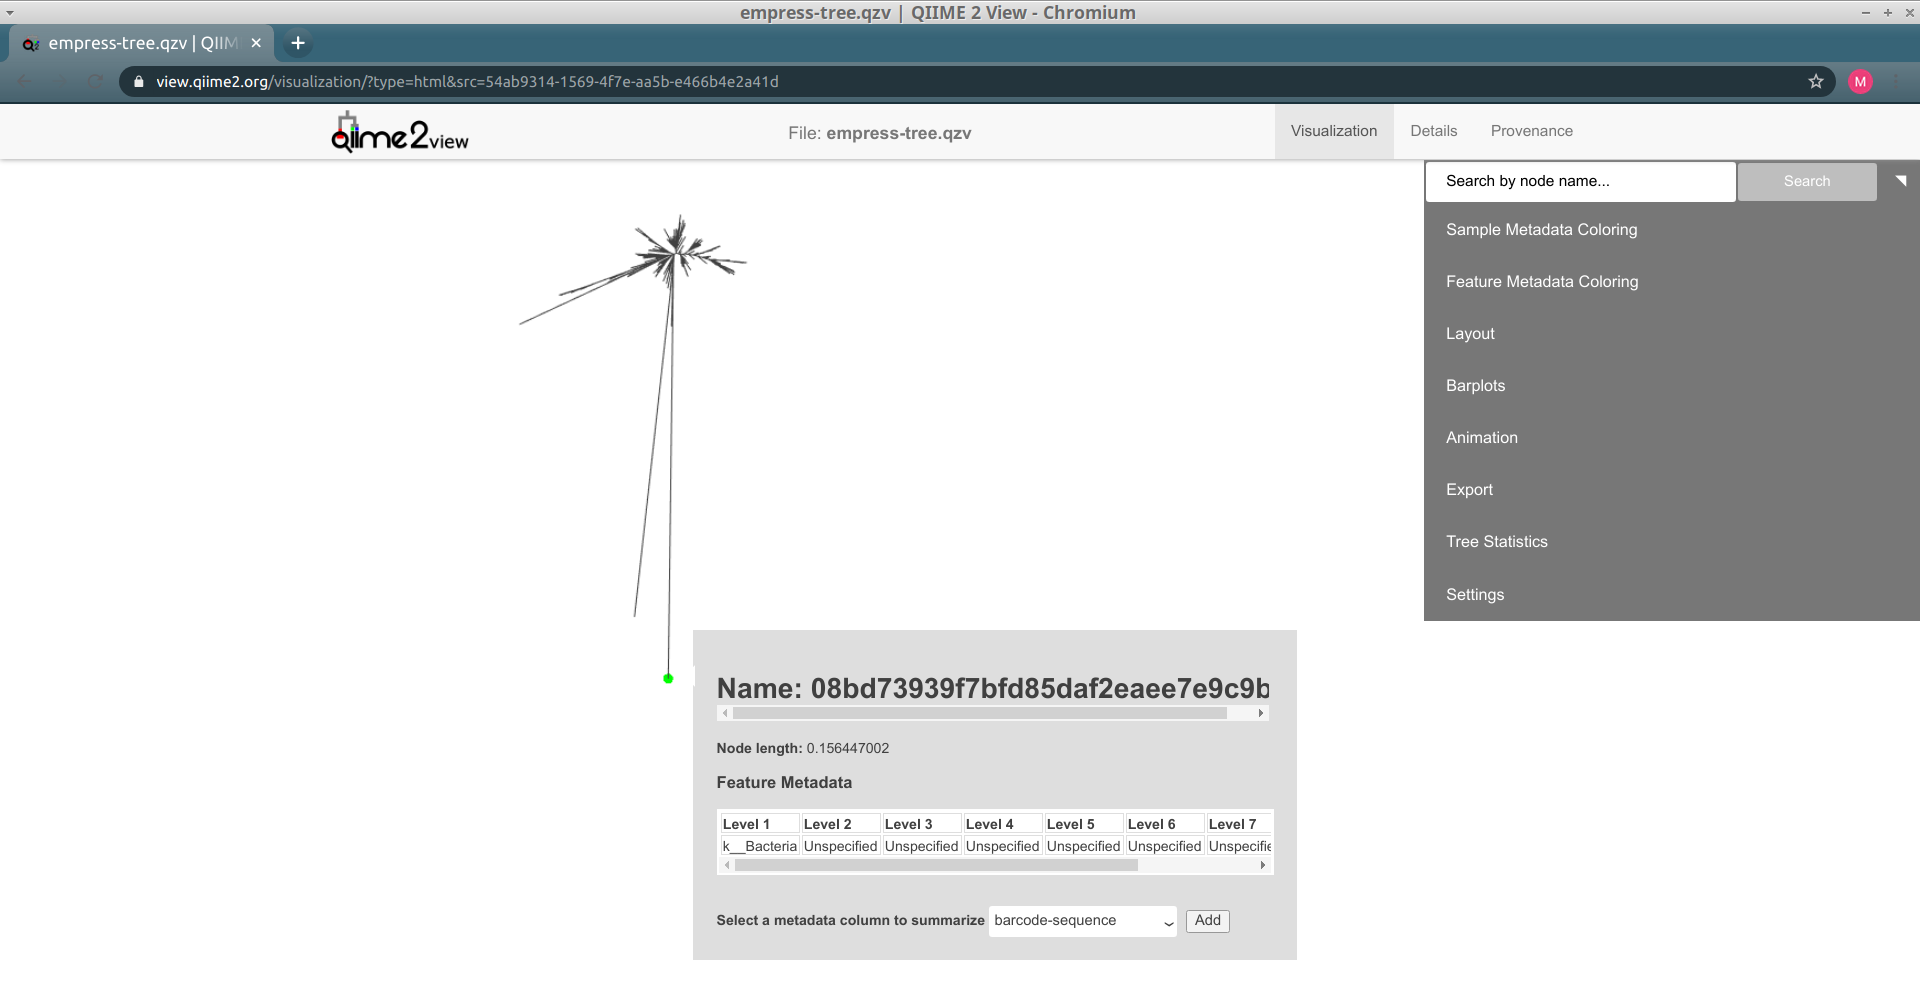 empress-tree.qzv | QIIME 2 View - Chromium
empress-tree.qzv | QIIM
view.qiime2.org/visualization/?type=html&src=54ab9314-1569-4f7e-aa5b-e466b4e2a41d
M
qiime2view
File: empress-tree.qzv
Visualization
Details
Provenance
Search by node name...
Search
Sample Metadata Coloring
Feature Metadata Coloring
Layout
Barplots
Animation
Export
Tree Statistics
Settings
Name: 08bd73939f7bfd85daf2eaee7e9c9b
Node length: 0.156447002
Feature Metadata
Level 1 Level 2 Level 3 Level 4 Level 5 Level 6 Level 7
k__Bacteria Unspecified Unspecified Unspecified Unspecified Unspecified Unspecifie
Select a metadata column to summarize barcode-sequence Add